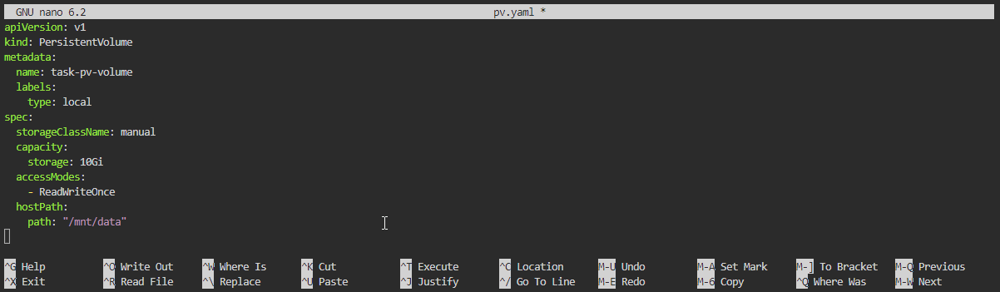 GNU nano 6.2 pv.yaml *
apiVersion: v1
kind: PersistentVolume
metadata:
  name: task-pv-volume
  labels:
    type: local
spec:
  storageClassName: manual
  capacity:
    storage: 10Gi
  accessModes:
    - ReadWriteOnce
  hostPath:
    path: "/mnt/data"
^G Help ^O Write Out ^W Where Is ^K Cut ^T Execute ^C Location M-U Undo M-A Set Mark M-] To Bracket M-Q Previous
^X Exit ^R Read File ^\ Replace ^U Paste ^J Justify ^/ Go To Line M-E Redo M-6 Copy ^Q Where Was M-W Next